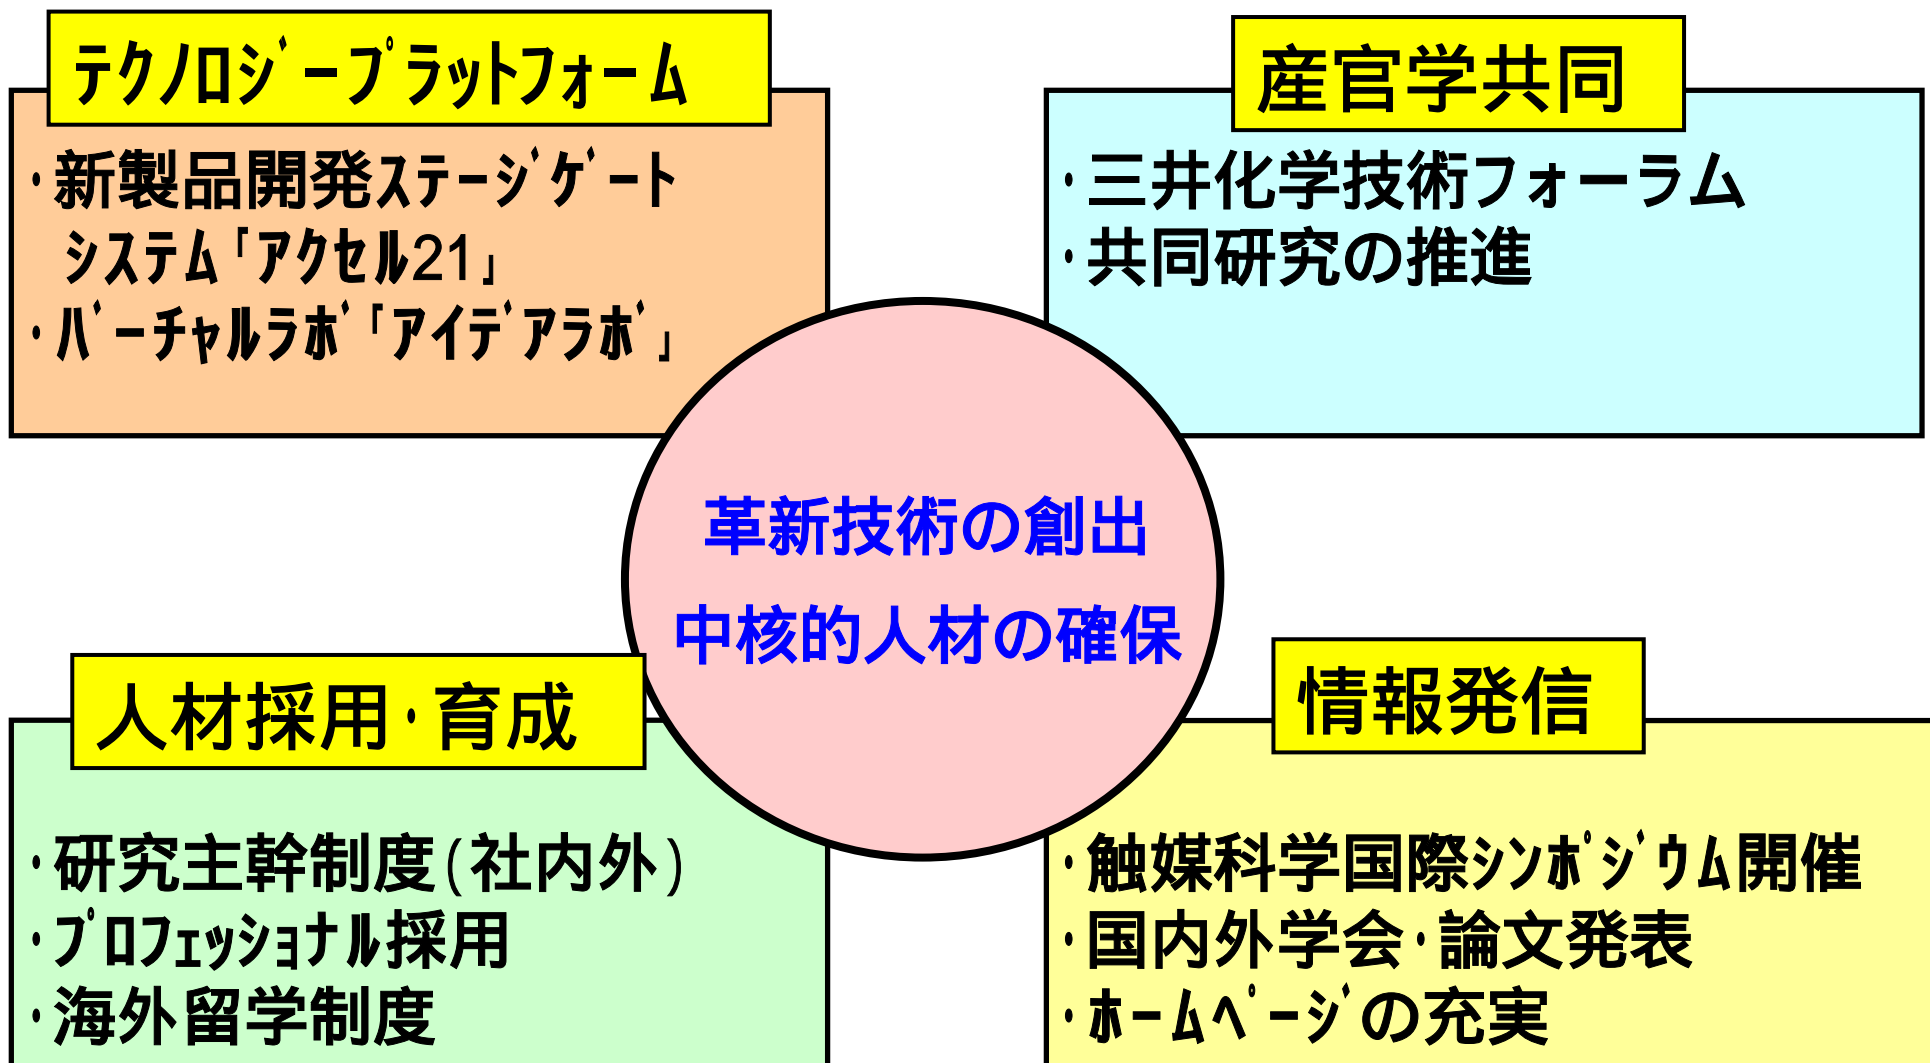 ﾃｸﾉﾛｼﾞｰﾌﾟﾗｯﾄﾌｫｰﾑ
・新製品開発ｽﾃｰｼﾞｹﾞｰﾄ
ｼｽﾃﾑ｢ｱｸｾﾙ21｣
・ﾊﾞｰﾁｬﾙﾗﾎﾞ｢ｱｲﾃﾞｱﾗﾎﾞ｣
産官学共同
・三井化学技術フォーラム
・共同研究の推進
革新技術の創出
中核的人材の確保
人材採用・育成
・研究主幹制度(社内外)
・ﾌﾟﾛﾌｪｯｼｮﾅﾙ採用
・海外留学制度
情報発信
・触媒科学国際ｼﾝﾎﾟｼﾞｳﾑ開催
・国内外学会・論文発表
・ﾎｰﾑﾍﾟｰｼﾞの充実